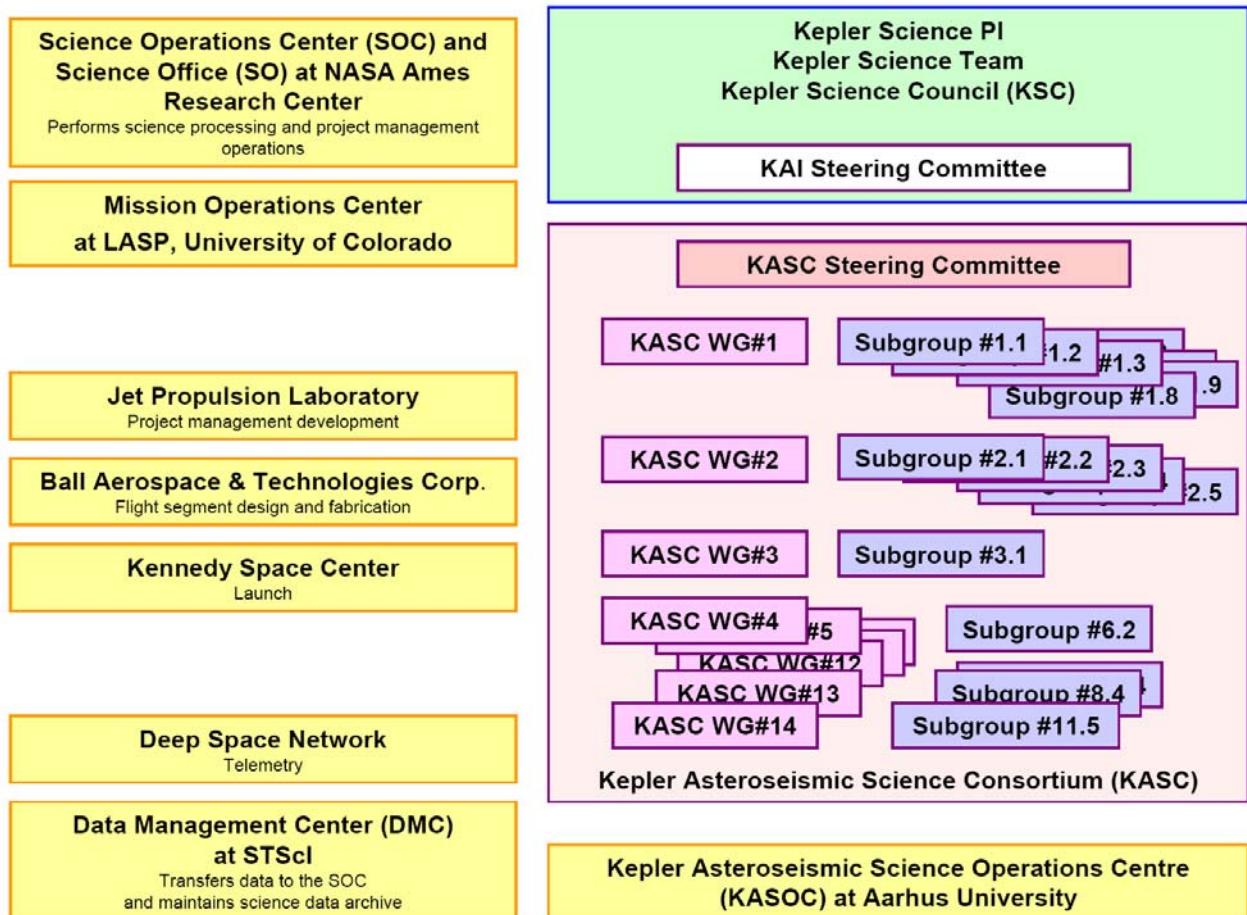 Science Operations Center (SOC) and
Science Office (SO) at NASA Ames
Research Center
Performs science processing and project management
operations
Mission Operations Center
at LASP, University of Colorado
Jet Propulsion Laboratory
Project management development
Ball Aerospace & Technologies Corp.
Flight segment design and fabrication
Kennedy Space Center
Launch
Deep Space Network
Telemetry
Data Management Center (DMC)
at STScI
Transfers data to the SOC
and maintains science data archive
Kepler Science PI
Kepler Science Team
Kepler Science Council (KSC)
KAI Steering Committee
KASC Steering Committee
KASC WG#1
Subgroup #1.1
#1.2
#1.3
.9
Subgroup #1.8
KASC WG#2
Subgroup #2.1
#2.2
#2.3
4
#2.5
KASC WG#3
Subgroup #3.1
KASC WG#4
#5
KASC WG#12
KASC WG#13
KASC WG#14
Subgroup #6.2
Subgroup #8.4
Subgroup #11.5
Kepler Asteroseismic Science Consortium (KASC)
Kepler Asteroseismic Science Operations Centre
(KASOC) at Aarhus University